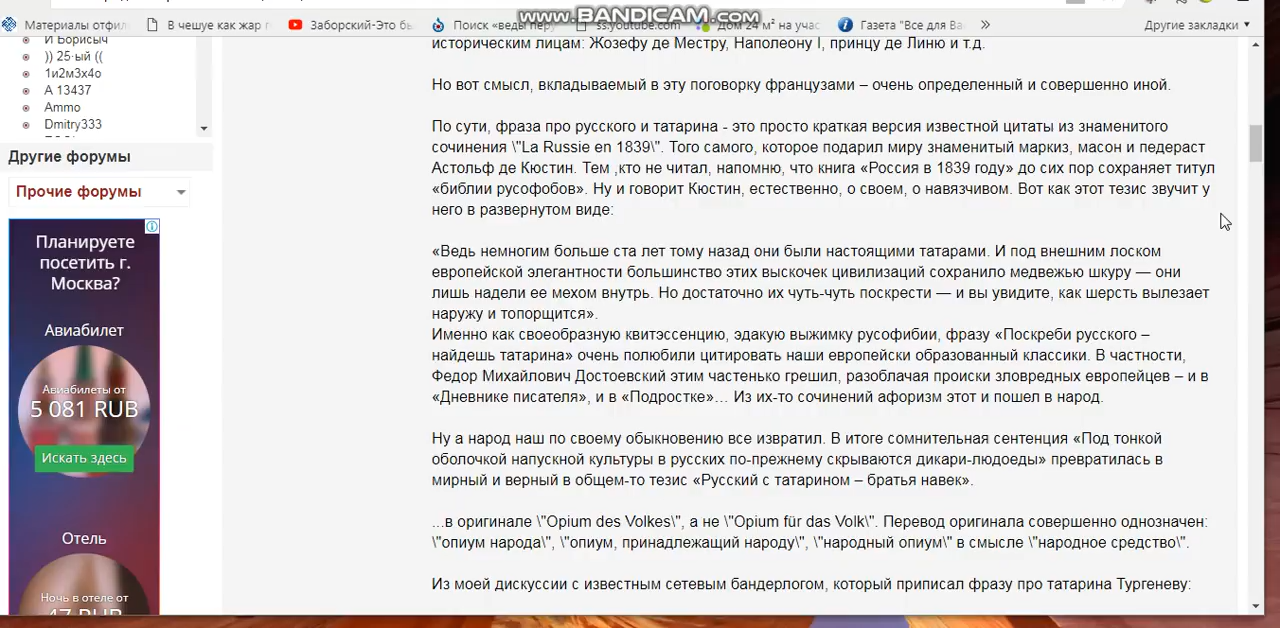 www.BANDICAM.com
Материалы отфил
В чешуе как жар г
Заборский-Это бы
Поиск «веды перу
ss.youtube.com
Дом 24 м² на учас
Газета "Все для Ва
»
Другие закладки
И Борисыч
)) 25-ый ((
1и2м3х4о
А 13437
Ammo
Dmitry333
Другие форумы
Прочие форумы
Планируете
посетить г.
Москва?
Авиабилет
Авиабилеты от
5 081 RUB
Искать здесь
Отель
Ночь в отеле от
47 RUB
историческим лицам: Жозефу де Местру, Наполеону I, принцу де Линю и т.д.
Но вот смысл, вкладываемый в эту поговорку французами – очень определенный и совершенно иной.
По сути, фраза про русского и татарина - это просто краткая версия известной цитаты из знаменитого
сочинения \"La Russie en 1839\". Того самого, которое подарил миру знаменитый маркиз, масон и педераст
Астольф де Кюстин. Тем ,кто не читал, напомню, что книга «Россия в 1839 году» до сих пор сохраняет титул
«библии русофобов». Ну и говорит Кюстин, естественно, о своем, о навязчивом. Вот как этот тезис звучит у
него в развернутом виде:
«Ведь немногим больше ста лет тому назад они были настоящими татарами. И под внешним лоском
европейской элегантности большинство этих выскочек цивилизаций сохранило медвежью шкуру — они
лишь надели ее мехом внутрь. Но достаточно их чуть-чуть поскрести — и вы увидите, как шерсть вылезает
наружу и топорщится».
Именно как своеобразную квитэссенцию, эдакую выжимку русофибии, фразу «Поскреби русского –
найдешь татарина» очень полюбили цитировать наши европейски образованный классики. В частности,
Федор Михайлович Достоевский этим частенько грешил, разоблачая происки зловредных европейцев – и в
«Дневнике писателя», и в «Подростке»... Из их-то сочинений афоризм этот и пошел в народ.
Ну а народ наш по своему обыкновению все извратил. В итоге сомнительная сентенция «Под тонкой
оболочкой напускной культуры в русских по-прежнему скрываются дикари-людоеды» превратилась в
мирный и верный в общем-то тезис «Русский с татарином – братья навек».
...в оригинале \"Opium des Volkes\", а не \"Opium für das Volk\". Перевод оригинала совершенно однозначен:
\"опиум народа\", \"опиум, принадлежащий народу\", \"народный опиум\" в смысле \"народное средство\".
Из моей дискуссии с известным сетевым бандерлогом, который приписал фразу про татарина Тургеневу: